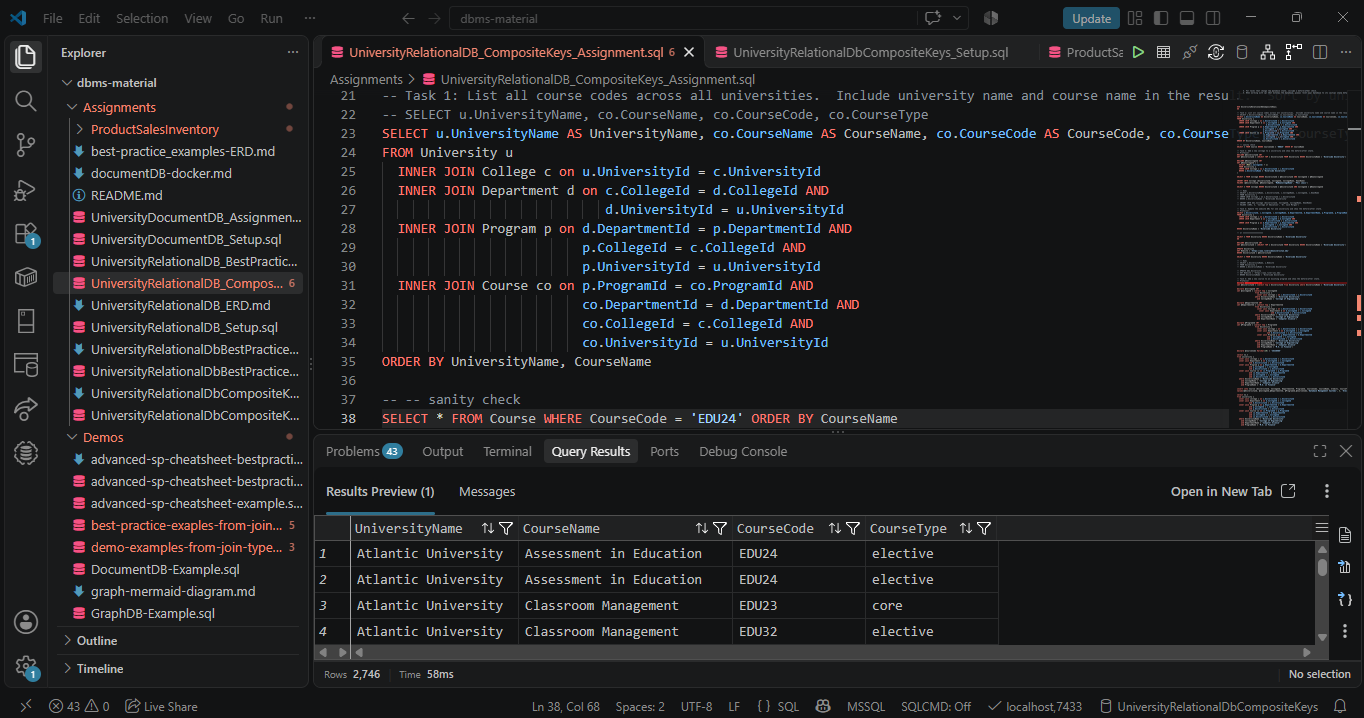 File Edit Selection View Go Run ···
dbms-material
Update
Explorer
dbms-material
Assignments
ProductSalesInventory
best-practice_examples-ERD.md
documentDB-docker.md
README.md
UniversityDocumentDB_Assignmen...
UniversityDocumentDB_Setup.sql
UniversityRelationalDB_BestPractic...
UniversityRelationalDB_Compos... 6
UniversityRelationalDB_ERD.md
UniversityRelationalDB_Setup.sql
UniversityRelationalDbBestPractice...
UniversityRelationalDbBestPractice...
UniversityRelationalDbCompositeK...
UniversityRelationalDbCompositeK...
Demos
advanced-sp-cheatsheet-bestpracti...
advanced-sp-cheatsheet-bestpracti...
advanced-sp-cheatsheet-example.s...
best-practice-exaples-from-join... 5
demo-examples-from-join-type... 3
DocumentDB-Example.sql
graph-mermaid-diagram.md
GraphDB-Example.sql
Outline
Timeline
1
1
UniversityRelationalDB_CompositeKeys_Assignment.sql 6
UniversityRelationalDbCompositeKeys_Setup.sql
ProductSa
Assignments > UniversityRelationalDB_CompositeKeys_Assignment.sql
21 -- Task 1: List all course codes across all universities.  Include university name and course name in the resu
22 -- SELECT u.UniversityName, co.CourseName, co.CourseCode, co.CourseType
23 SELECT u.UniversityName AS UniversityName, co.CourseName AS CourseName, co.CourseCode AS CourseCode, co.Course
24 FROM University u
25 INNER JOIN College c on u.UniversityId = c.UniversityId
26 INNER JOIN Department d on c.CollegeId = d.CollegeId AND
27 d.UniversityId = u.UniversityId
28 INNER JOIN Program p on d.DepartmentId = p.DepartmentId AND
29 p.CollegeId = c.CollegeId AND
30 p.UniversityId = u.UniversityId
31 INNER JOIN Course co on p.ProgramId = co.ProgramId AND
32 co.DepartmentId = d.DepartmentId AND
33 co.CollegeId = c.CollegeId AND
34 co.UniversityId = u.UniversityId
35 ORDER BY UniversityName, CourseName
36
37 -- -- sanity check
38 SELECT * FROM Course WHERE CourseCode = 'EDU24' ORDER BY CourseName
Problems 43 Output Terminal Query Results Ports Debug Console
Results Preview (1) Messages
Open in New Tab
UniversityName CourseName CourseCode CourseType
1 Atlantic University Assessment in Education EDU24 elective
2 Atlantic University Assessment in Education EDU24 elective
3 Atlantic University Classroom Management EDU23 core
4 Atlantic University Classroom Management EDU32 elective
Rows 2,746 Time 58ms
No selection
43 0 Live Share
Ln 38, Col 68 Spaces: 2 UTF-8 LF { } SQL MSSQL SQLCMD: Off localhost,7433 UniversityRelationalDbCompositeKeys